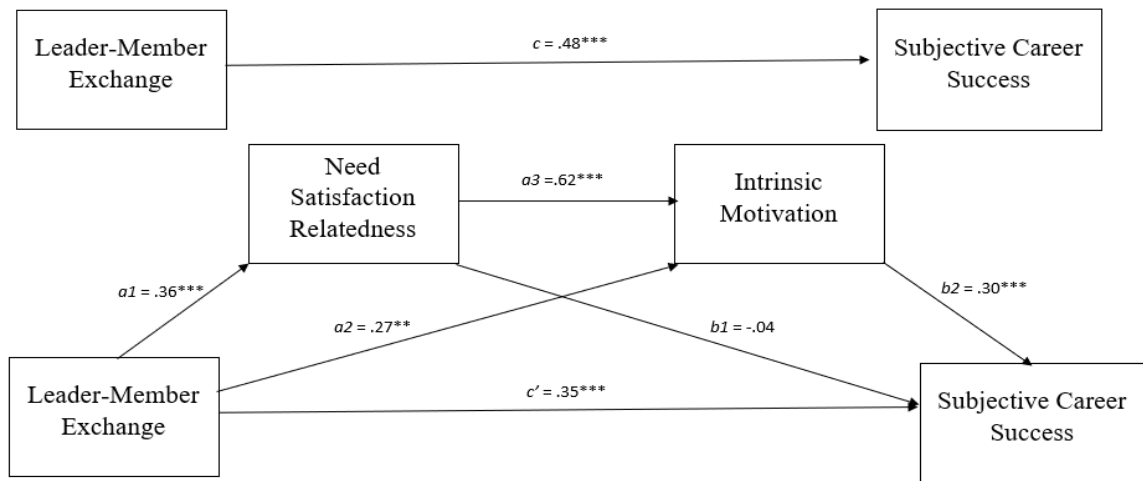 Leader-Member
Exchange
c = .48***
Subjective Career
Success
Need
Satisfaction
Relatedness
a3 =.62***
Intrinsic
Motivation
a1 = .36***
a2 = .27**
b1 = -.04
b2 = .30***
Leader-Member
Exchange
c’ = .35***
Subjective Career
Success